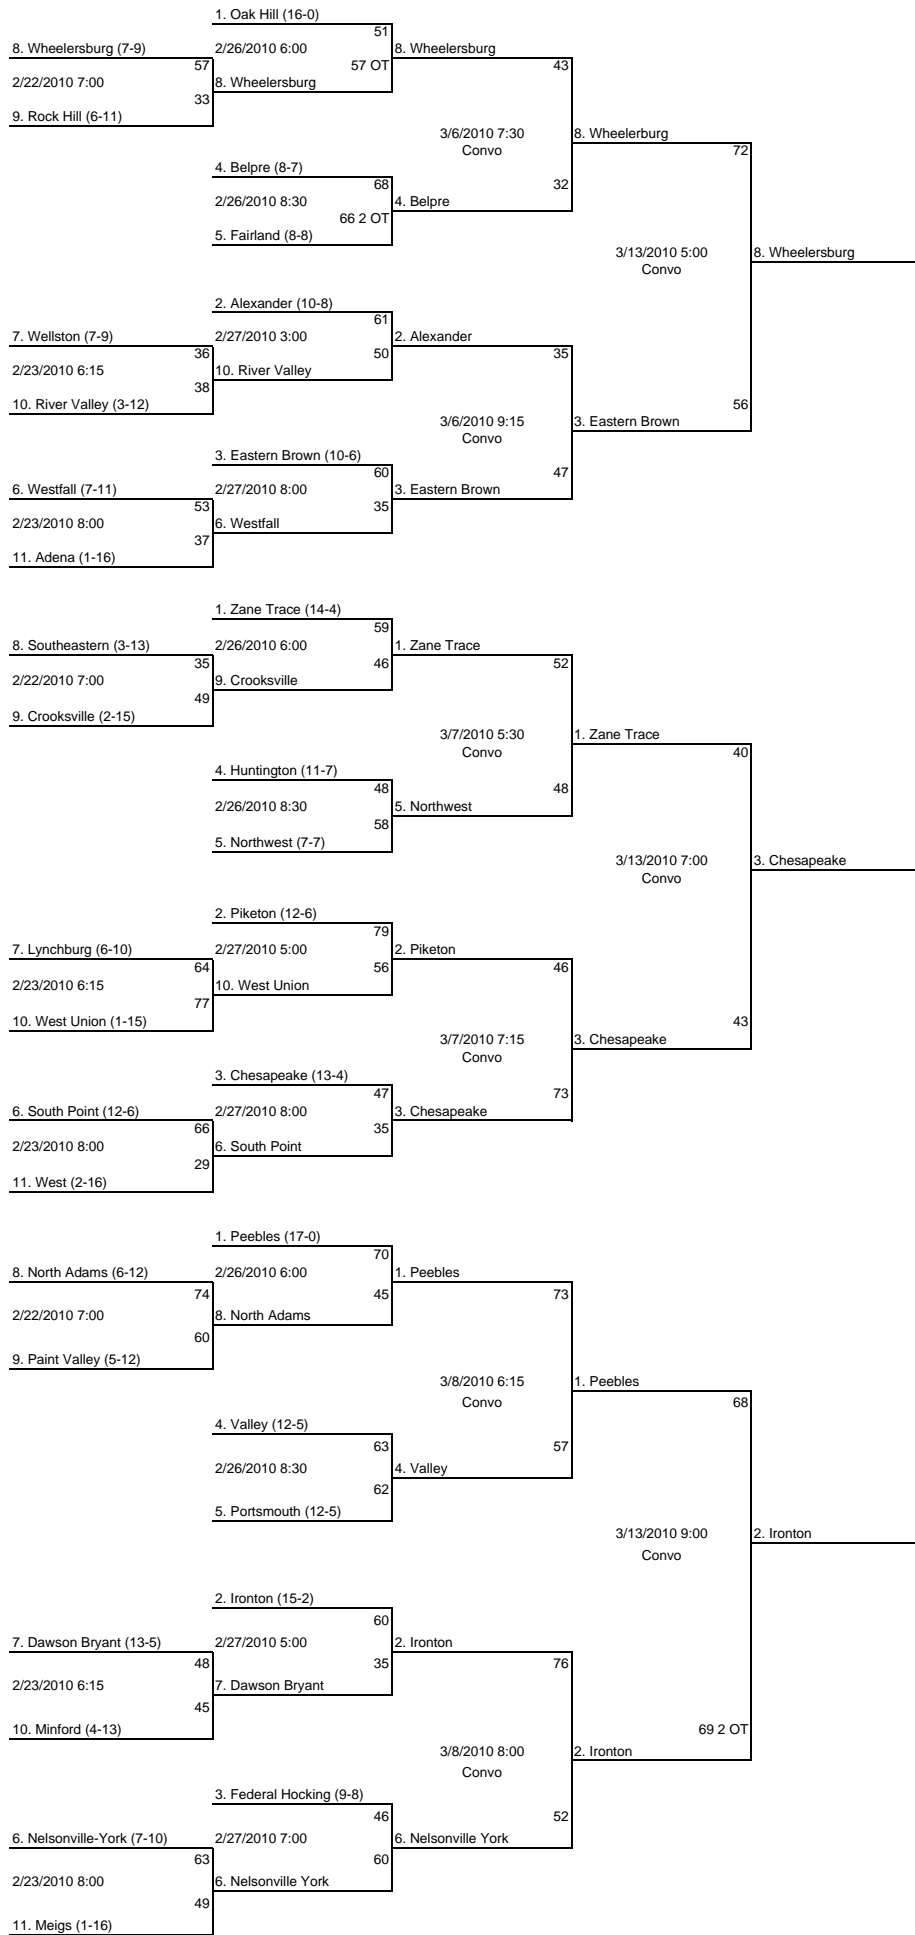 1. Oak Hill (16-0)
51
8. Wheelersburg (7-9)
2/26/2010 6:00
8. Wheelersburg
57
57 OT
43
2/22/2010 7:00
8. Wheelersburg
33
9. Rock Hill (6-11)
3/6/2010 7:30
8. Wheelerburg
Convo
72
4. Belpre (8-7)
68
32
2/26/2010 8:30
4. Belpre
66 2 OT
5. Fairland (8-8)
3/13/2010 5:00
8. Wheelersburg
Convo
2. Alexander (10-8)
61
7. Wellston (7-9)
2/27/2010 3:00
2. Alexander
36
50
35
2/23/2010 6:15
10. River Valley
38
10. River Valley (3-12)
56
3/6/2010 9:15
3. Eastern Brown
Convo
3. Eastern Brown (10-6)
60
47
6. Westfall (7-11)
2/27/2010 8:00
3. Eastern Brown
53
35
2/23/2010 8:00
6. Westfall
37
11. Adena (1-16)
1. Zane Trace (14-4)
59
8. Southeastern (3-13)
2/26/2010 6:00
1. Zane Trace
35
46
52
2/22/2010 7:00
9. Crooksville
49
9. Crooksville (2-15)
3/7/2010 5:30
1. Zane Trace
Convo
40
4. Huntington (11-7)
48
48
2/26/2010 8:30
5. Northwest
58
5. Northwest (7-7)
3/13/2010 7:00
3. Chesapeake
Convo
2. Piketon (12-6)
79
7. Lynchburg (6-10)
2/27/2010 5:00
2. Piketon
64
56
46
2/23/2010 6:15
10. West Union
77
10. West Union (1-15)
43
3/7/2010 7:15
3. Chesapeake
Convo
3. Chesapeake (13-4)
47
73
6. South Point (12-6)
2/27/2010 8:00
3. Chesapeake
66
35
2/23/2010 8:00
6. South Point
29
11. West (2-16)
1. Peebles (17-0)
70
8. North Adams (6-12)
2/26/2010 6:00
1. Peebles
74
45
73
2/22/2010 7:00
8. North Adams
60
9. Paint Valley (5-12)
3/8/2010 6:15
1. Peebles
Convo
68
4. Valley (12-5)
63
57
2/26/2010 8:30
4. Valley
62
5. Portsmouth (12-5)
3/13/2010 9:00
2. Ironton
Convo
2. Ironton (15-2)
60
7. Dawson Bryant (13-5)
2/27/2010 5:00
2. Ironton
48
35
76
2/23/2010 6:15
7. Dawson Bryant
45
10. Minford (4-13)
69 2 OT
3/8/2010 8:00
2. Ironton
Convo
3. Federal Hocking (9-8)
46
52
6. Nelsonville-York (7-10)
2/27/2010 7:00
6. Nelsonville York
63
60
2/23/2010 8:00
6. Nelsonville York
49
11. Meigs (1-16)